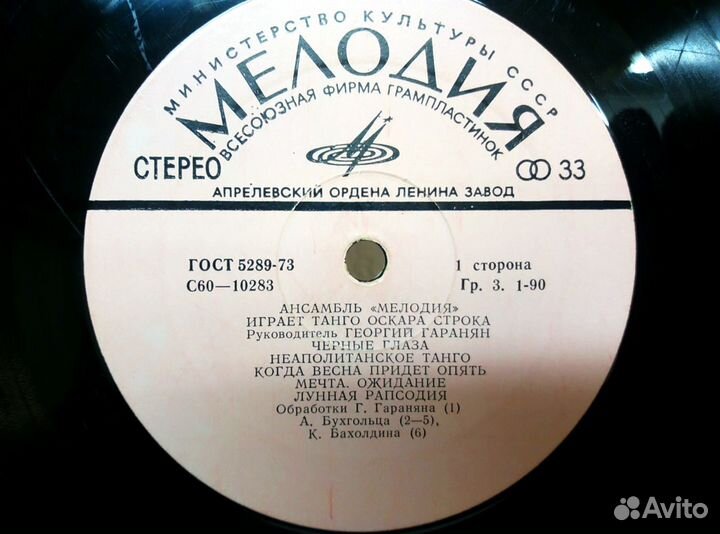 МИНИСТЕРСТВО КУЛЬТУРЫ СССР
МЕЛОДИЯ
ВСЕСОЮЗНАЯ ФИРМА ГРАМПЛАСТИНОК
СТЕРЕО
33
АПРЕЛЕВСКИЙ ОРДЕНА ЛЕНИНА ЗАВОД
ГОСТ 5289-73
1 сторона
С60—10283
Гр. 3. 1-90
АНСАМБЛЬ «МЕЛОДИЯ»
ИГРАЕТ ТАНГО ОСКАРА СТРОКА
Руководитель ГЕОРГИЙ ГАРАНЯН
ЧЕРНЫЕ ГЛАЗА
НЕАПОЛИТАНСКОЕ ТАНГО
КОГДА ВЕСНА ПРИДЕТ ОПЯТЬ
МЕЧТА. ОЖИДАНИЕ
ЛУННАЯ РАПСОДИЯ
Обработки Г. Гараняна (1)
А. Бухгольца (2—5),
К. Бахолдина (6)
Avito